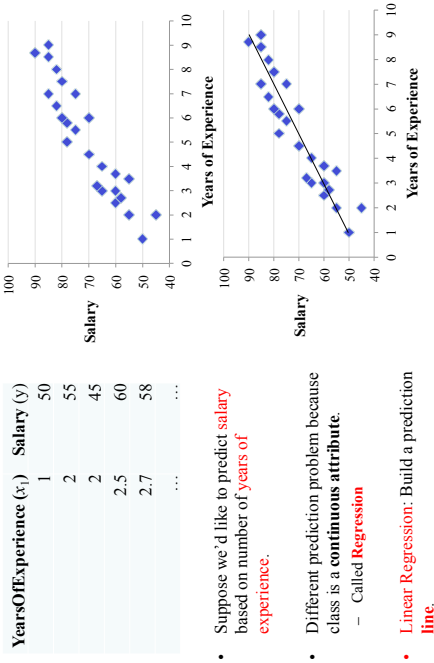 YearsOfExperience (x₁) Salary (y)
1 50
2 55
2 45
2.5 60
2.7 58
… …
• Suppose we'd like to predict salary
based on number of years of
experience.
• Different prediction problem because
class is a continuous attribute.
– Called Regression
• Linear Regression: Build a prediction
line.
100
90
80
70
60
50
40
Salary
0 1 2 3 4 5 6 7 8 9 10
Years of Experience
100
90
80
70
60
50
40
Salary
0 1 2 3 4 5 6 7 8 9 10
Years of Experience